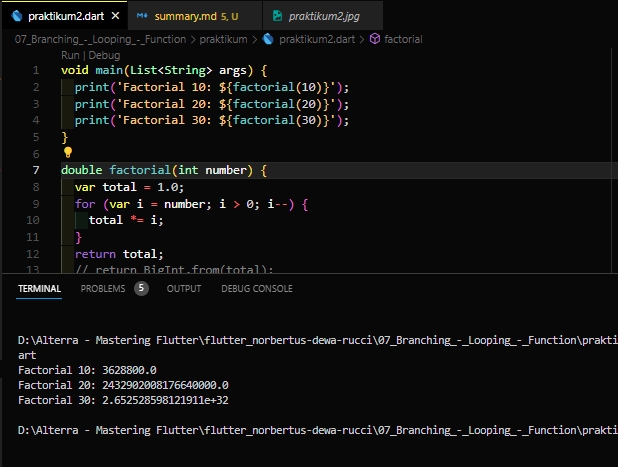 praktikum2.dart
summary.md 5, U
praktikum2.jpg
07_Branching_-_Looping_-_Function > praktikum > praktikum2.dart > factorial
Run | Debug
1 void main(List<String> args) {
2 print('Factorial 10: ${factorial(10)}');
3 print('Factorial 20: ${factorial(20)}');
4 print('Factorial 30: ${factorial(30)}');
5 }
6
7 double factorial(int number) {
8 var total = 1.0;
9 for (var i = number; i > 0; i--) {
10 total *= i;
11 }
12 return total;
13 // return BigInt.from(total);
TERMINAL PROBLEMS 5 OUTPUT DEBUG CONSOLE
D:\Alterra - Mastering Flutter\flutter_norbertus-dewa-rucci\07_Branching_-_Looping_-_Function\prakti
art
Factorial 10: 3628800.0
Factorial 20: 2432902008176640000.0
Factorial 30: 2.652528598121911e+32
D:\Alterra - Mastering Flutter\flutter_norbertus-dewa-rucci\07_Branching_-_Looping_-_Function\prakti